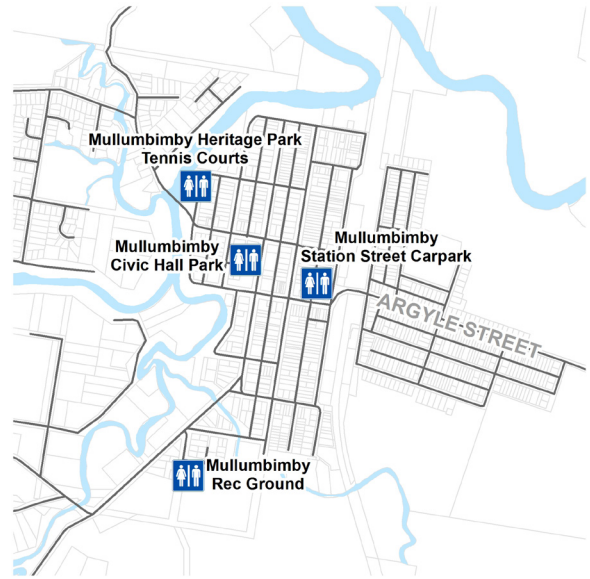 Mullumbimby Heritage Park
Tennis Courts
Mullumbimby
Civic Hall Park
Mullumbimby
Station Street Carpark
ARGYLE STREET
Mullumbimby
Rec Ground